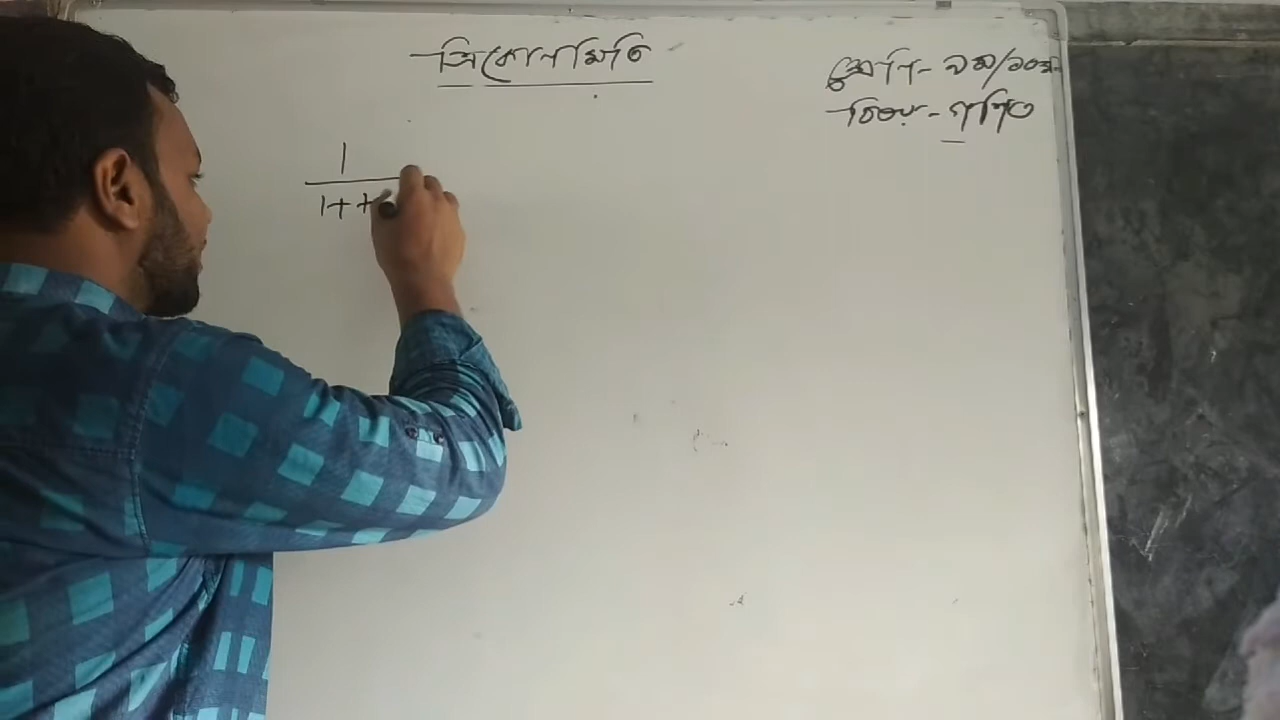 ত্রিকোণমিতি
শ্রেণি - ৯ম/১০ম
বিষয় - গণিত
1
1 + t